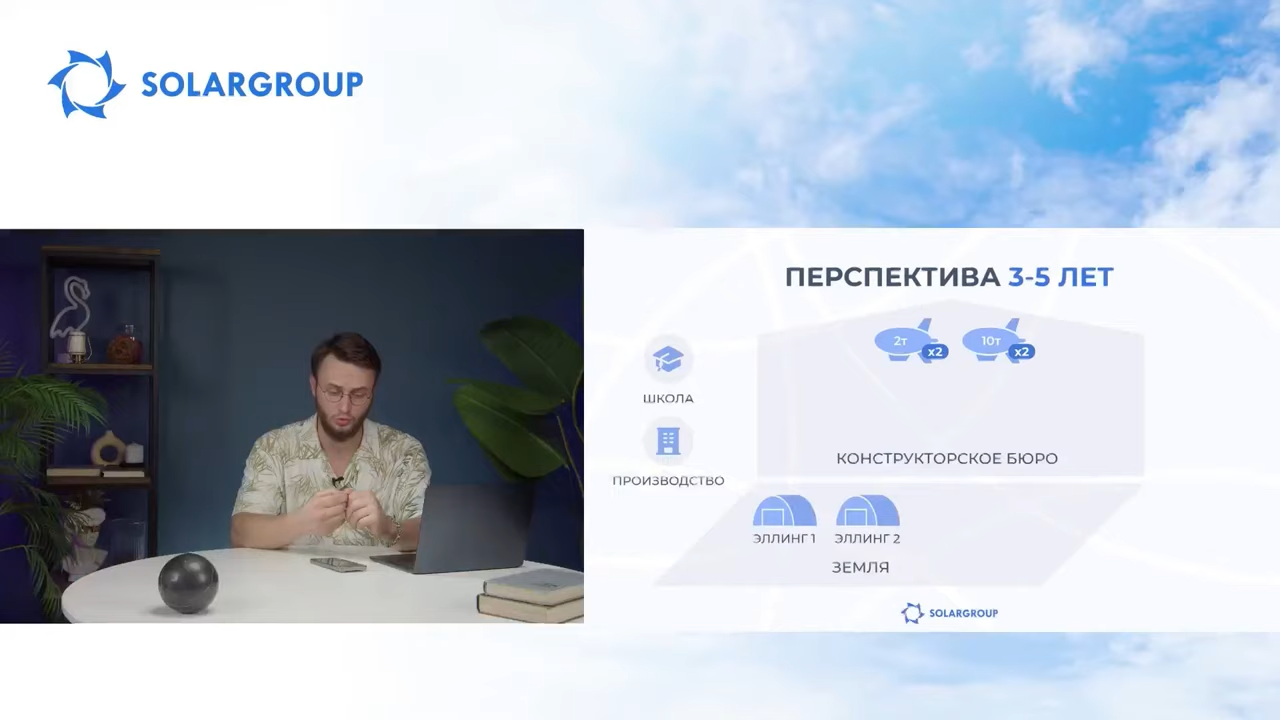 SOLARGROUP
ПЕРСПЕКТИВА 3-5 ЛЕТ
2т
x2
10т
x2
ШКОЛА
КОНСТРУКТОРСКОЕ БЮРО
ПРОИЗВОДСТВО
ЭЛЛИНГ 1
ЭЛЛИНГ 2
ЗЕМЛЯ
SOLARGROUP